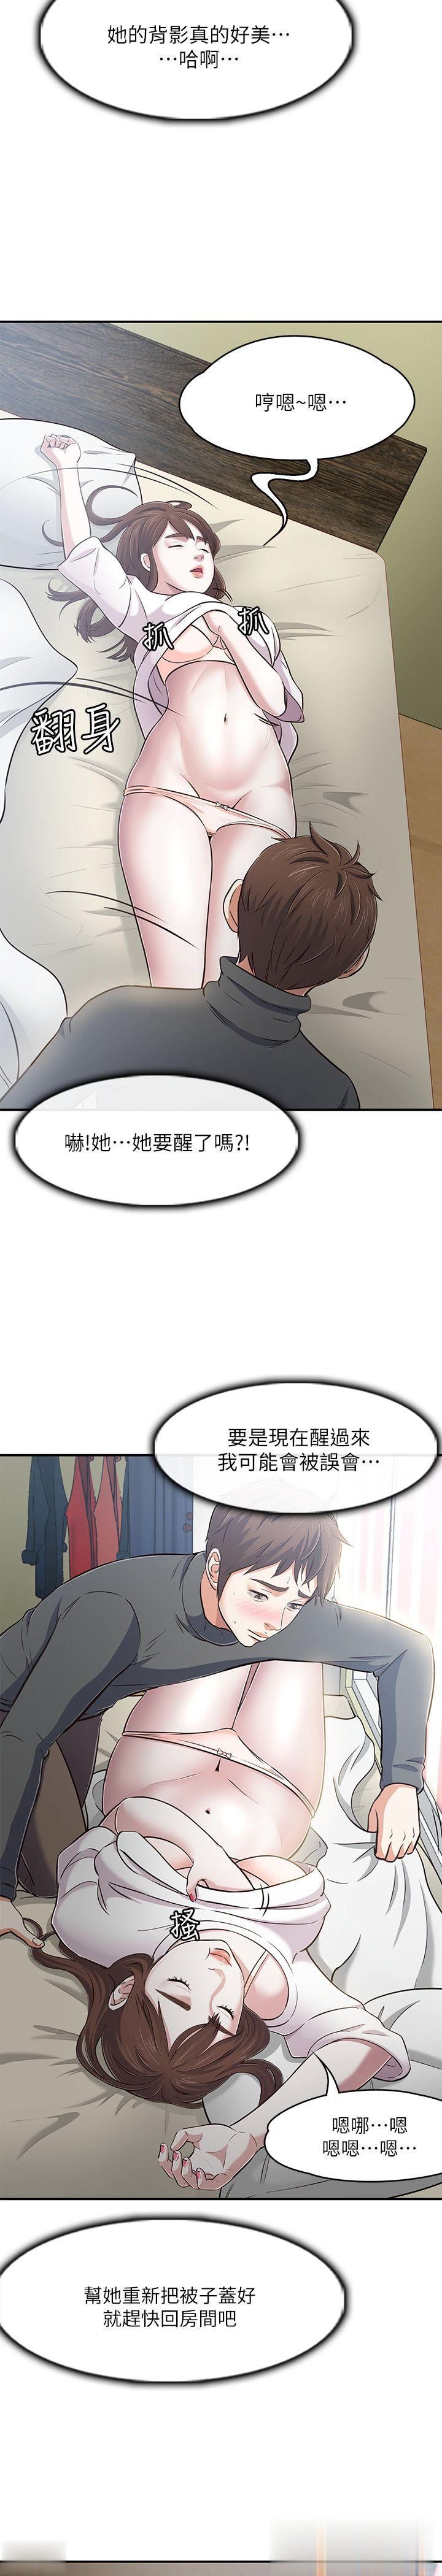 她的背影真的好美…
…哈啊…
哼嗯~嗯…
抓
抓
翻身
嚇!她…她要醒了嗎?!
要是現在醒過來
我可能會被誤會…
搔
嗯哪…嗯
嗯嗯…嗯…
幫她重新把被子蓋好
就趕快回房間吧